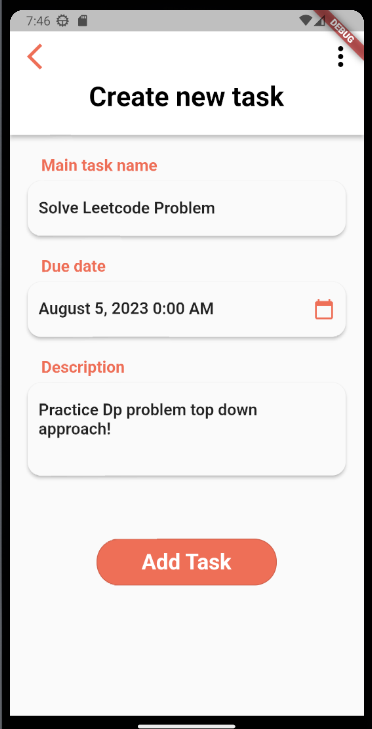 7:46
DEBUG
Create new task
Main task name
Solve Leetcode Problem
Due date
August 5, 2023 0:00 AM
Description
Practice Dp problem top down
approach!
Add Task